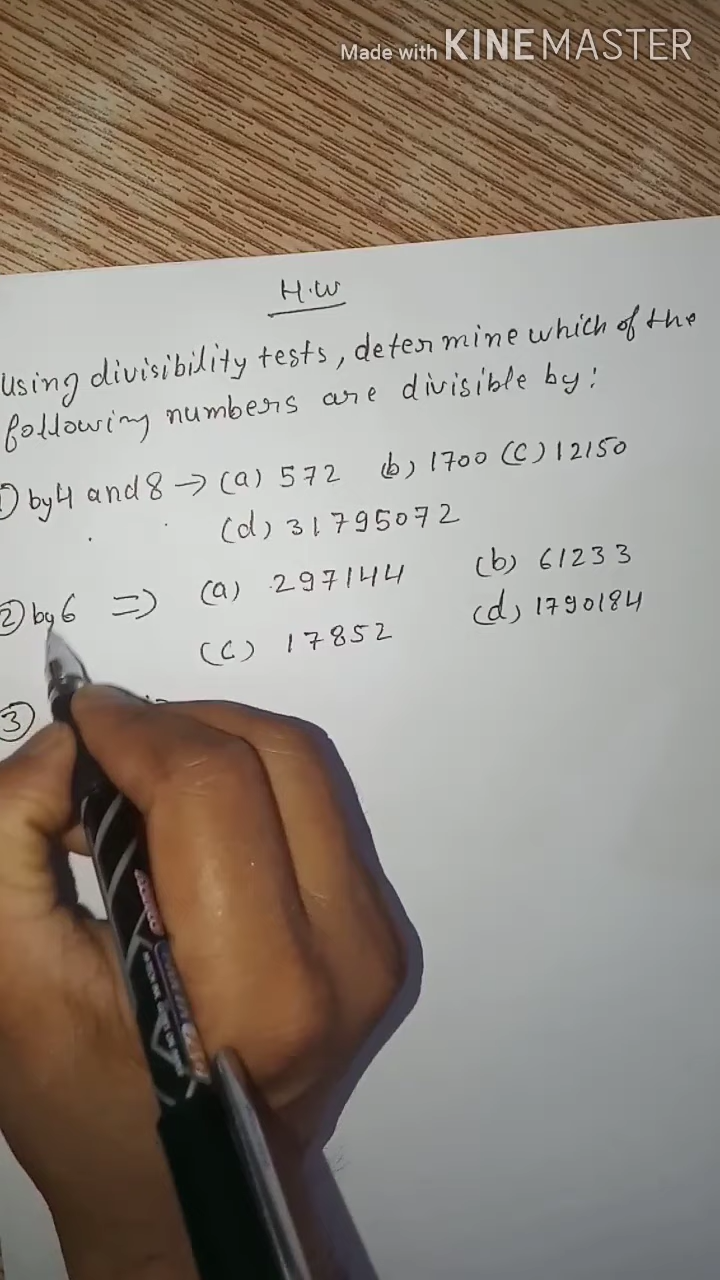 Made with KINEMASTER
H.W
Using divisibility tests, determine which of the
following numbers are divisible by:
① by 4 and 8 → (a) 572 (b) 1700 (c) 12150
(d) 31795072
② by 6 ⇒ (a) 297144 (b) 61233
(c) 17852 (d) 1790184
③